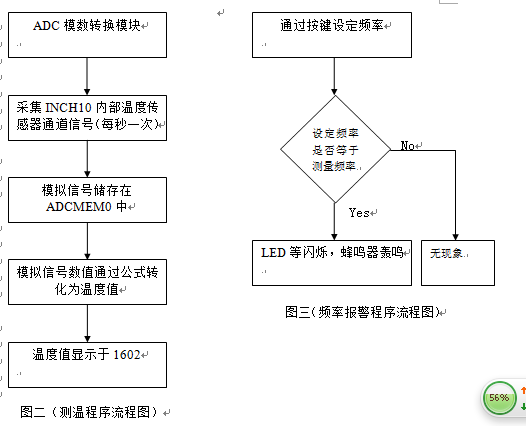 ADC 模数转换模块
采集 INCH10 内部温度传
感器通道信号(每秒一次)
模拟信号储存在
ADCMEM0 中
模拟信号数值通过公式转
化为温度值
温度值显示于 1602
图二（测温程序流程图）
通过按键设定频率
设定频率
是否等于
测量频率.
No
Yes
LED 等闪烁，蜂鸣器轰鸣
无现象.
图三(频率报警程序流程图)
56%